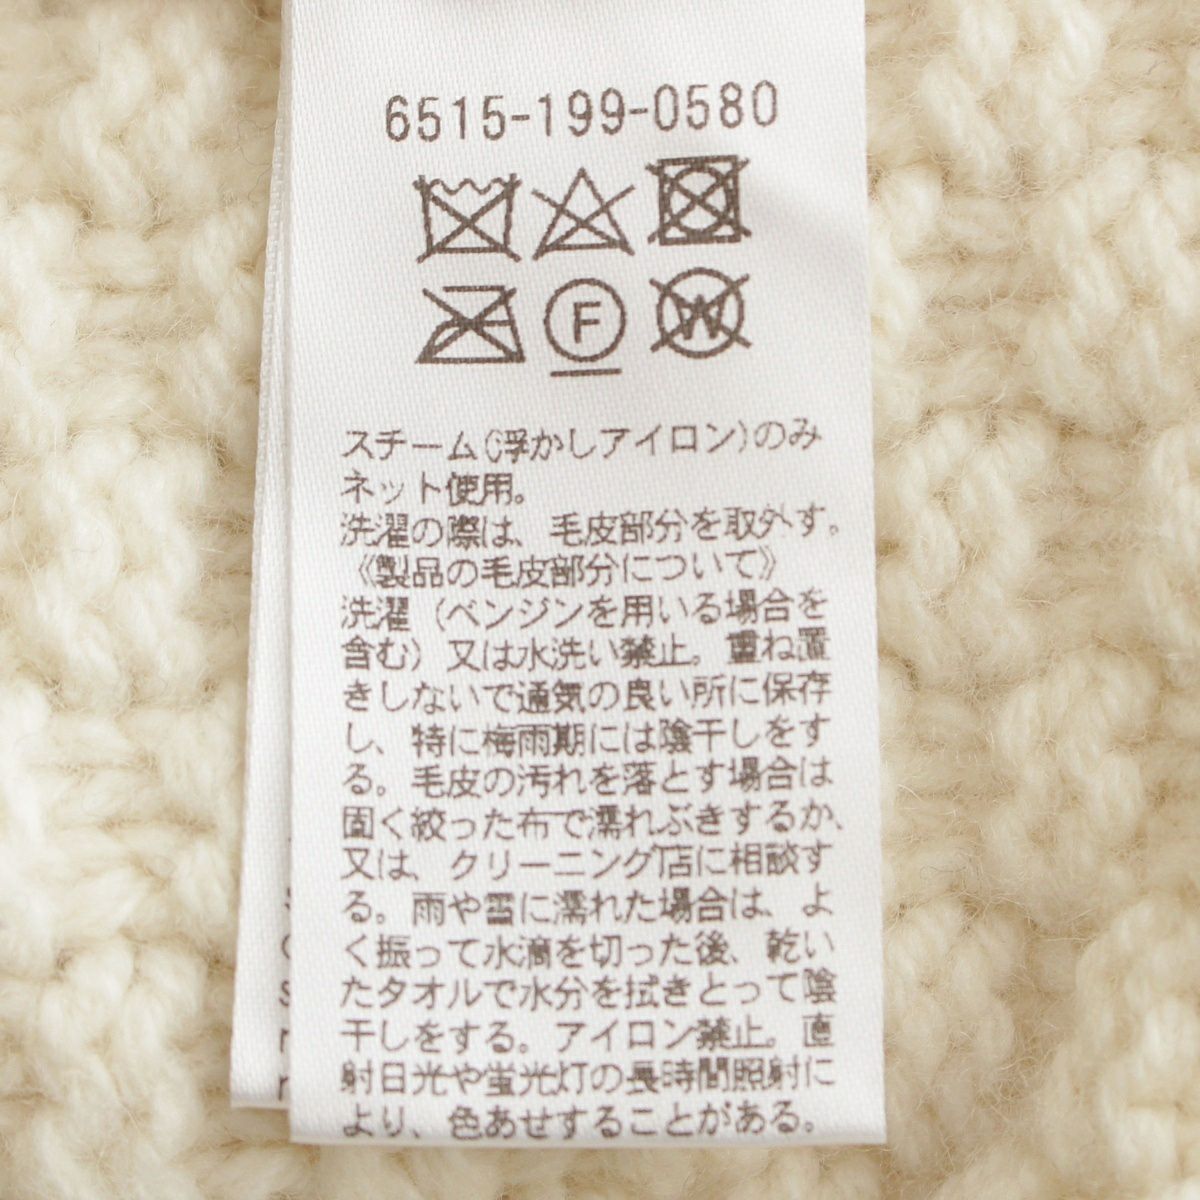 6515-199-0580
F
W
スチーム(浮かしアイロン)のみ
ネット使用。
洗濯の際は、毛皮部分を取外す。
《製品の毛皮部分について》
洗濯（ベンジンを用いる場合を
含む）又は水洗い禁止。重ね置
きしないで通気の良い所に保存
し、特に梅雨期には陰干しをす
る。毛皮の汚れを落とす場合は
固く絞った布で濡れぶきするか、
又は、クリーニング店に相談す
る。雨や雪に濡れた場合は、よ
く振って水滴を切った後、乾い
たタオルで水分を拭きとって陰
干しをする。アイロン禁止。直
射日光や蛍光灯の長時間照射に
より、色あせすることがある。